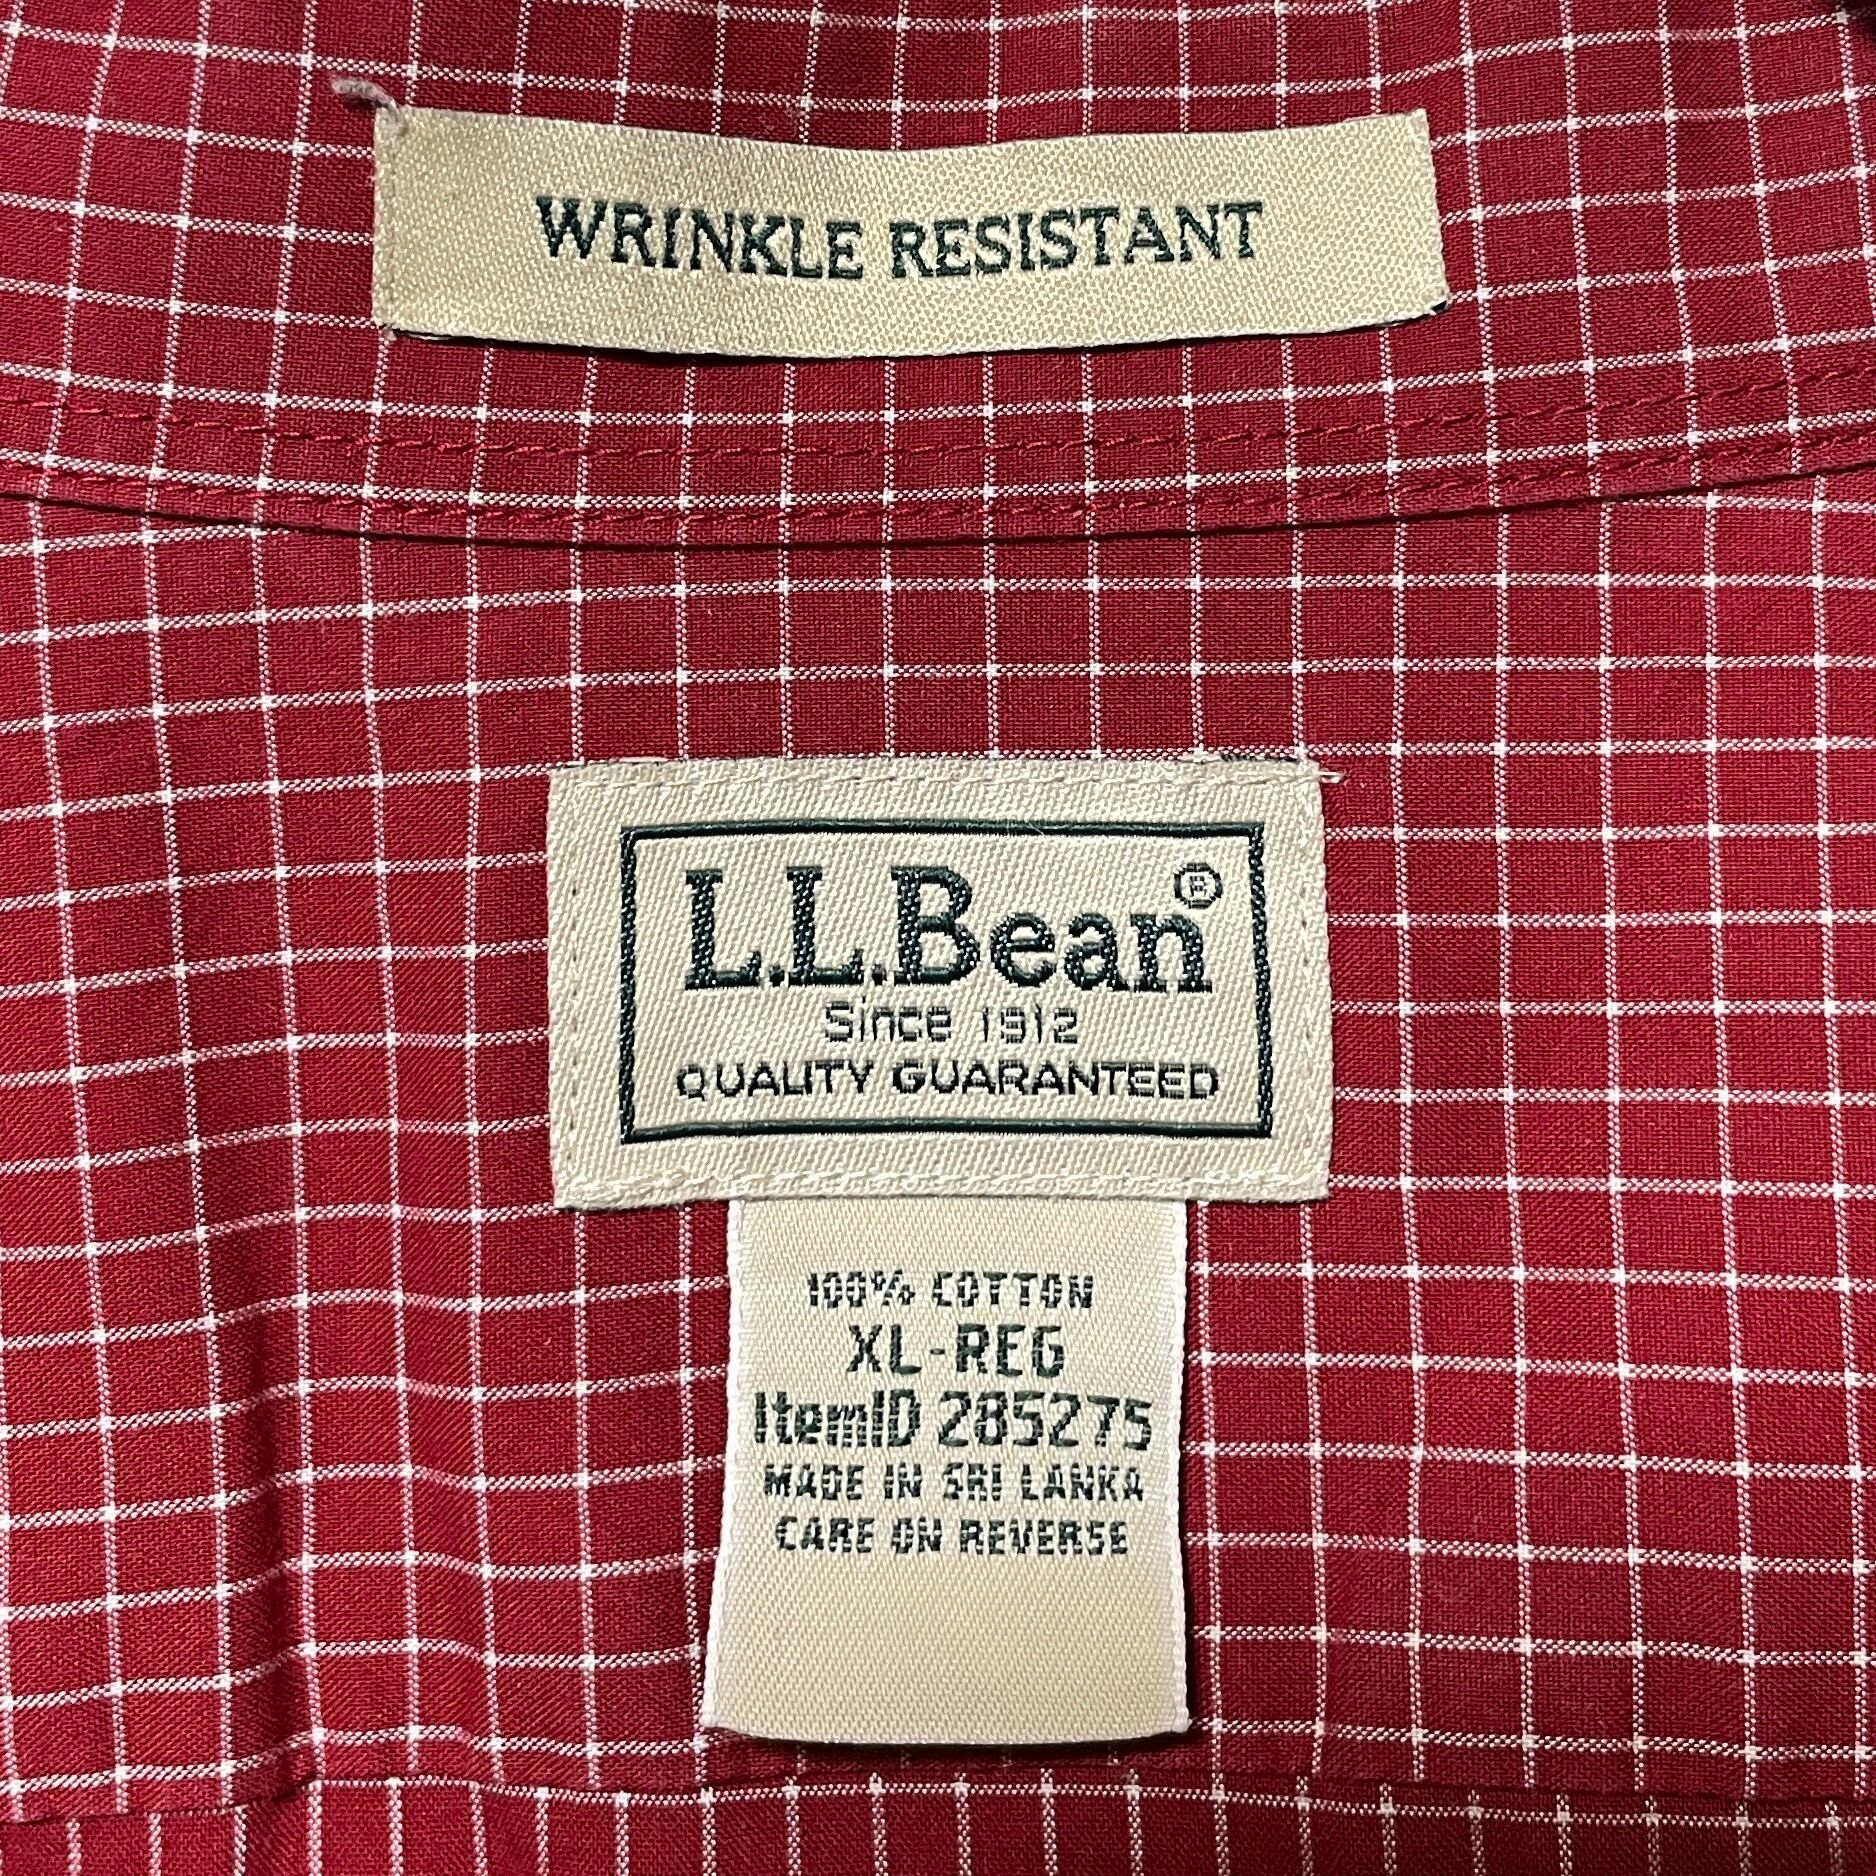 WRINKLE RESISTANT
L.L.Bean®
Since 1912
QUALITY GUARANTEED
100% COTTON
XL-REG
ItemID 285275
MADE IN SRI LANKA
CARE ON REVERSE